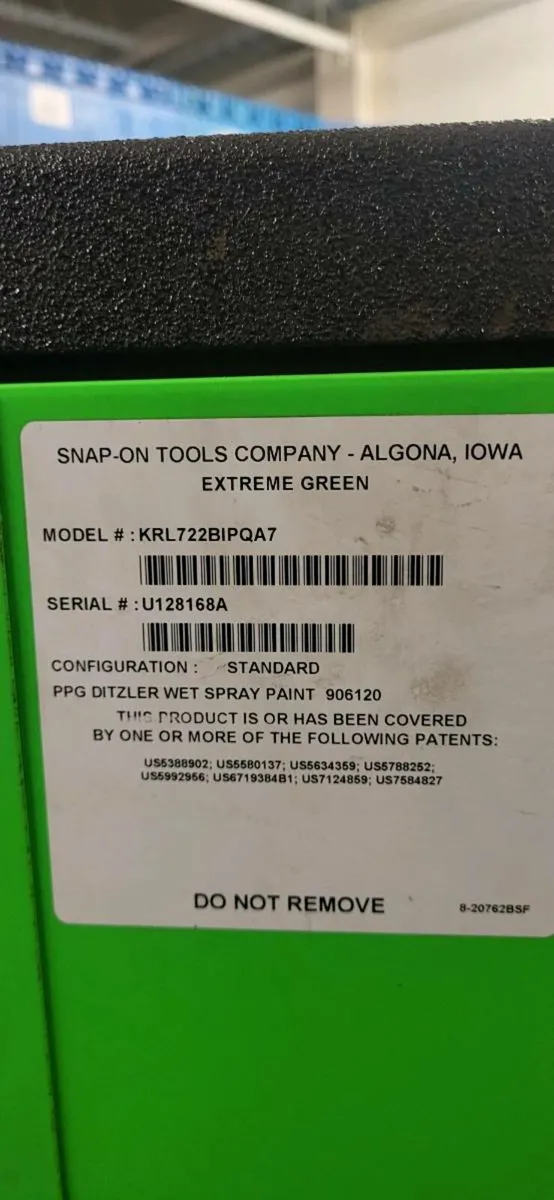 SNAP-ON TOOLS COMPANY - ALGONA, IOWA
EXTREME GREEN
MODEL # : KRL722BIPQA7
SERIAL # : U128168A
CONFIGURATION : STANDARD
PPG DITZLER WET SPRAY PAINT 906120
THIS PRODUCT IS OR HAS BEEN COVERED
BY ONE OR MORE OF THE FOLLOWING PATENTS:
US5388902; US5580137; US5634359; US5788252;
US5992956; US6719384B1; US7124859; US7584827
DO NOT REMOVE
8-20762BSF